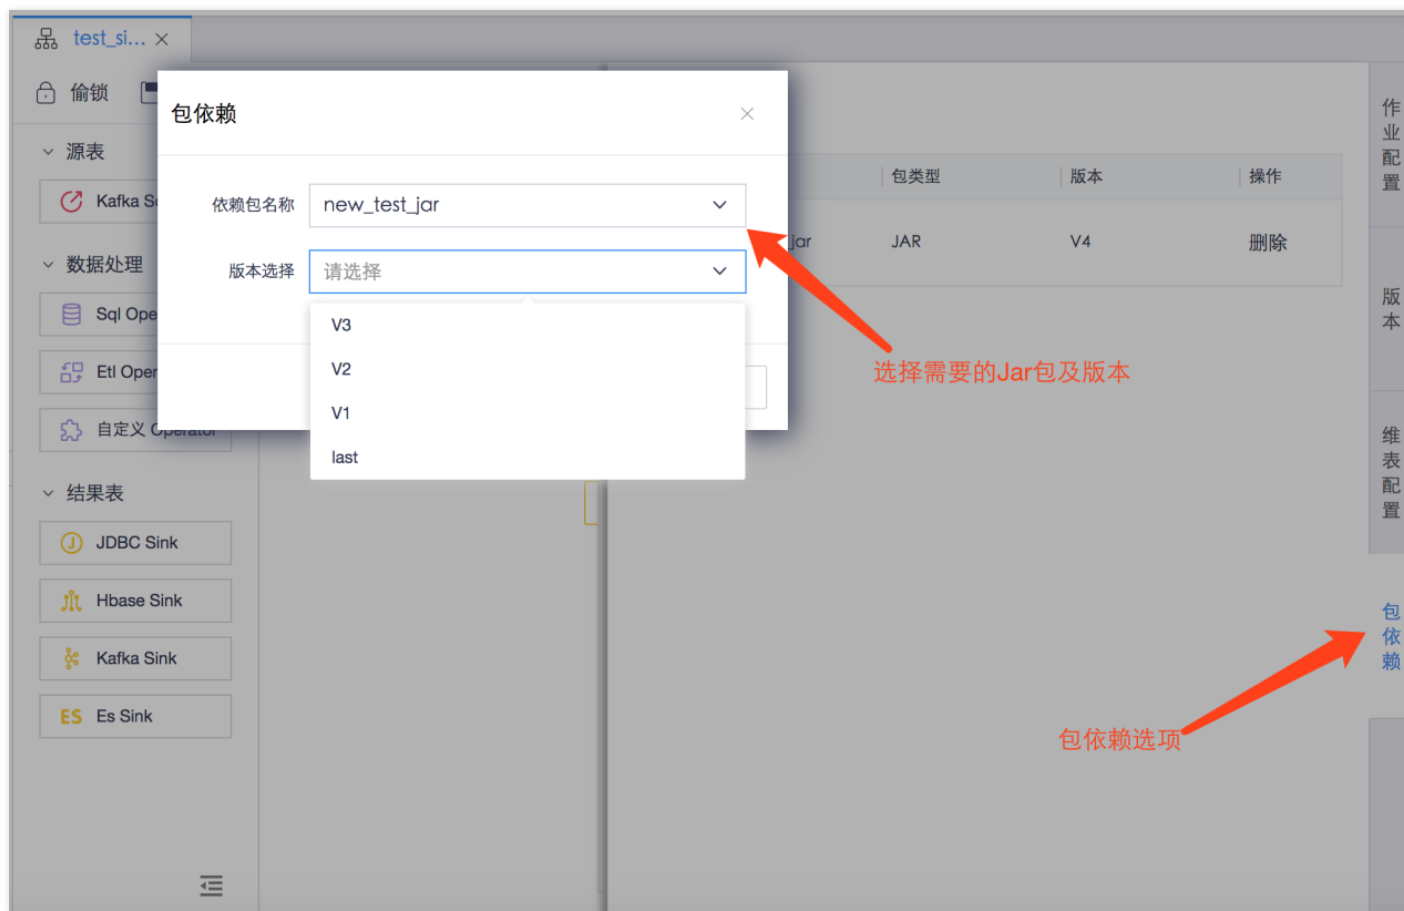 test_si...
偷锁
源表
Kafka
数据处理
Sql
Etl
自定义 Operator
结果表
JDBC Sink
Hbase Sink
Kafka Sink
ES Es Sink
包依赖
依赖包名称 new_test_jar
版本选择 请选择
V3
V2
V1
last
包类型 版本 操作
jar JAR V4 删除
选择需要的Jar包及版本
包依赖选项
作业配置
版本
维表配置
包依赖